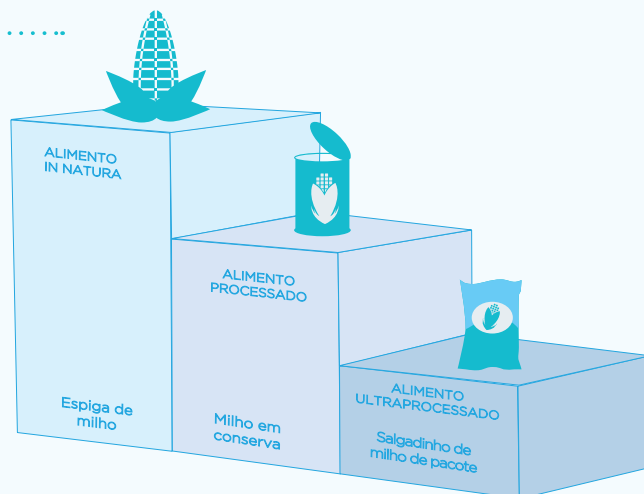 ALIMENTO
IN NATURA
Espiga de
milho
ALIMENTO
PROCESSADO
Milho em
conserva
ALIMENTO
ULTRAPROCESSADO
Salgadinho de
milho de pacote